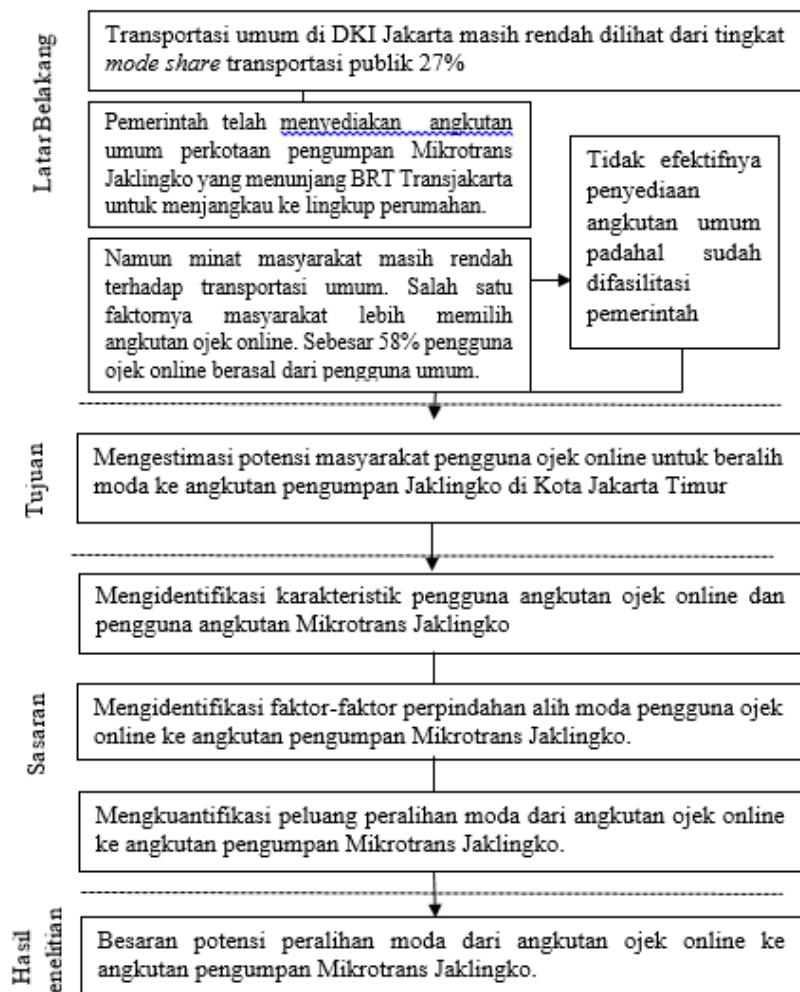 Latar Belakang
Transportasi umum di DKI Jakarta masih rendah dilihat dari tingkat
mode share transportasi publik 27%
Pemerintah telah menyediakan angkutan
umum perkotaan pengumpan Mikrotrans
Jaklingko yang menunjang BRT Transjakarta
untuk menjangkau ke lingkup perumahan.
Namun minat masyarakat masih rendah
terhadap transportasi umum. Salah satu
faktornya masyarakat lebih memilih
angkutan ojek online. Sebesar 58% pengguna
ojek online berasal dari pengguna umum.
Tidak efektifnya
penyediaan
angkutan umum
padahal sudah
difasilitasi
pemerintah
Tujuan
Mengestimasi potensi masyarakat pengguna ojek online untuk beralih
moda ke angkutan pengumpan Jaklingko di Kota Jakarta Timur
Sasaran
Mengidentifikasi karakteristik pengguna angkutan ojek online dan
pengguna angkutan Mikrotrans Jaklingko
Mengidentifikasi faktor-faktor perpindahan alih moda pengguna ojek
online ke angkutan pengumpan Mikrotrans Jaklingko.
Mengkuantifikasi peluang peralihan moda dari angkutan ojek online
ke angkutan pengumpan Mikrotrans Jaklingko.
Hasil
enelitian
Besaran potensi peralihan moda dari angkutan ojek online ke
angkutan pengumpan Mikrotrans Jaklingko.